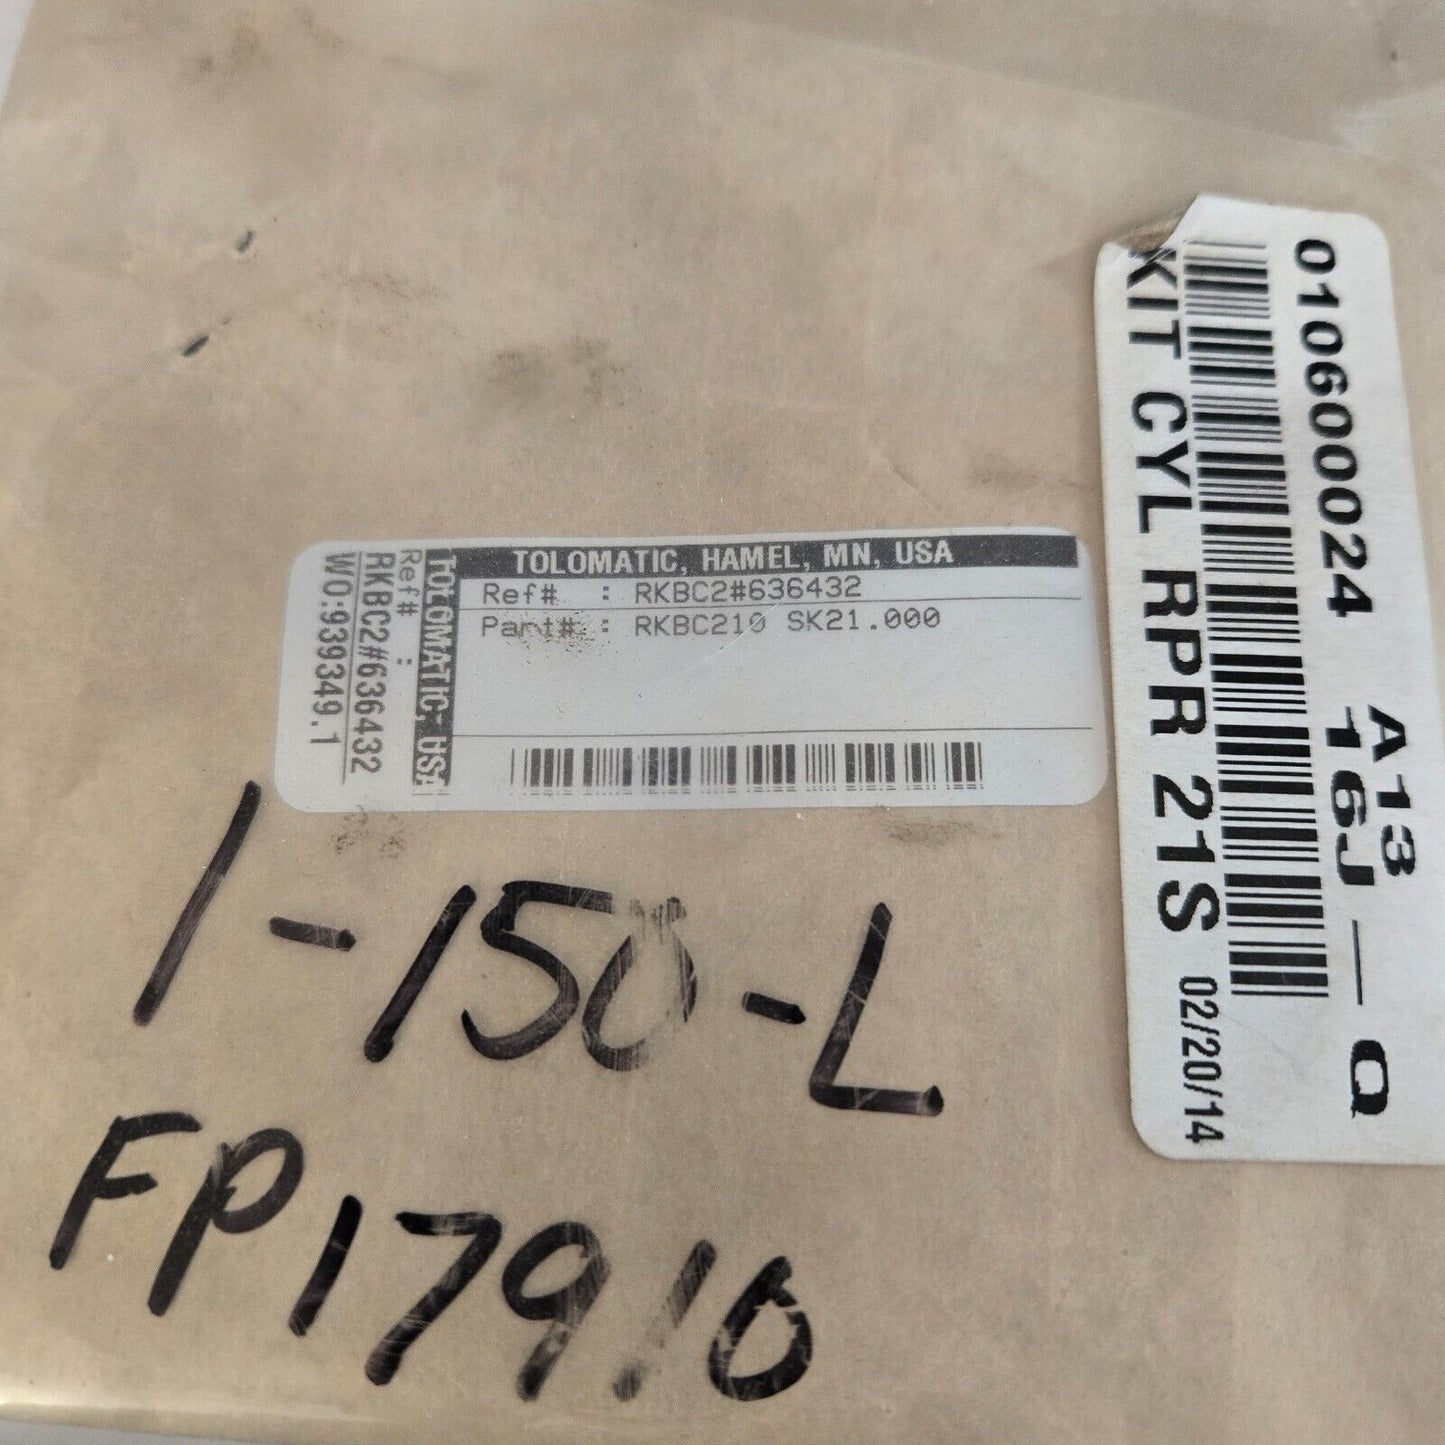 TOLOMATIC, HAMEL, MN, USA
Ref# : RKBC2#636432
Part# : RKBC210 SK21.000
TOLOMATIC, USA
Ref# :
RKBC2#636432
WO:939349.1
010600024
A13
16J — Q
KIT CYL RPR 21S
02/20/14
1-150-L
FP17910